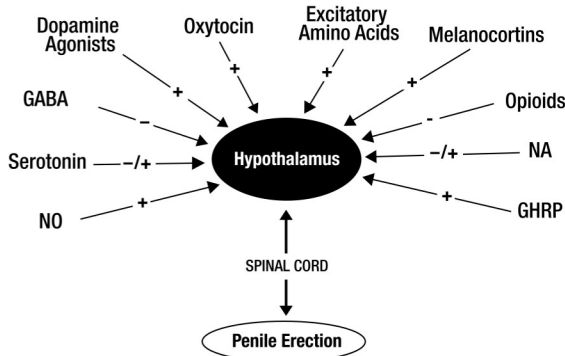 Dopamine
Agonists
Oxytocin
Excitatory
Amino Acids
Melanocortins
+
+
+
+
GABA
–
-
Opioids
Serotonin
–/+
Hypothalamus
–/+
NA
NO
+
+
GHRP
SPINAL CORD
Penile Erection